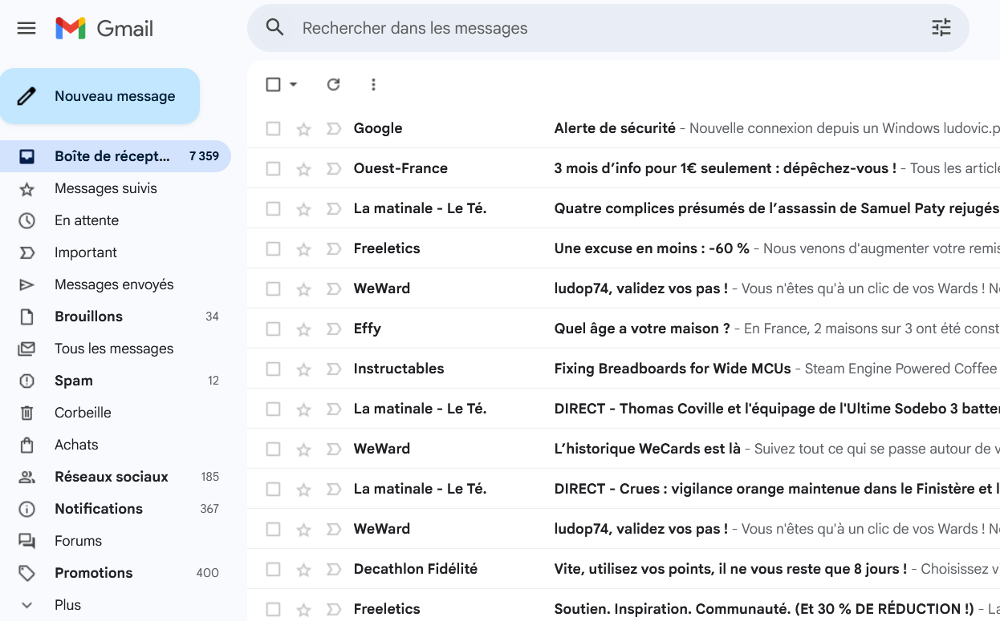 Gmail
Rechercher dans les messages
Nouveau message
Boîte de récept... 7 359
Messages suivis
En attente
Important
Messages envoyés
Brouillons 34
Tous les messages
Spam 12
Corbeille
Achats
Réseaux sociaux 185
Notifications 367
Forums
Promotions 400
Plus
Google Alerte de sécurité - Nouvelle connexion depuis un Windows ludovic.p
Ouest-France 3 mois d’info pour 1€ seulement : dépêchez-vous ! - Tous les article
La matinale - Le Té. Quatre complices présumés de l’assassin de Samuel Paty rejugés
Freeletics Une excuse en moins : -60 % - Nous venons d'augmenter votre remis
WeWard ludop74, validez vos pas ! - Vous n'êtes qu'à un clic de vos Wards ! No
Effy Quel âge a votre maison ? - En France, 2 maisons sur 3 ont été const
Instructables Fixing Breadboards for Wide MCUs - Steam Engine Powered Coffee
La matinale - Le Té. DIRECT - Thomas Coville et l'équipage de l'Ultime Sodebo 3 batten
WeWard L’historique WeCards est là - Suivez tout ce qui se passe autour de v
La matinale - Le Té. DIRECT - Crues : vigilance orange maintenue dans le Finistère et l
WeWard ludop74, validez vos pas ! - Vous n'êtes qu'à un clic de vos Wards ! No
Decathlon Fidélité Vite, utilisez vos points, il ne vous reste que 8 jours ! - Choisissez v
Freeletics Soutien. Inspiration. Communauté. (Et 30 % DE RÉDUCTION !) - La